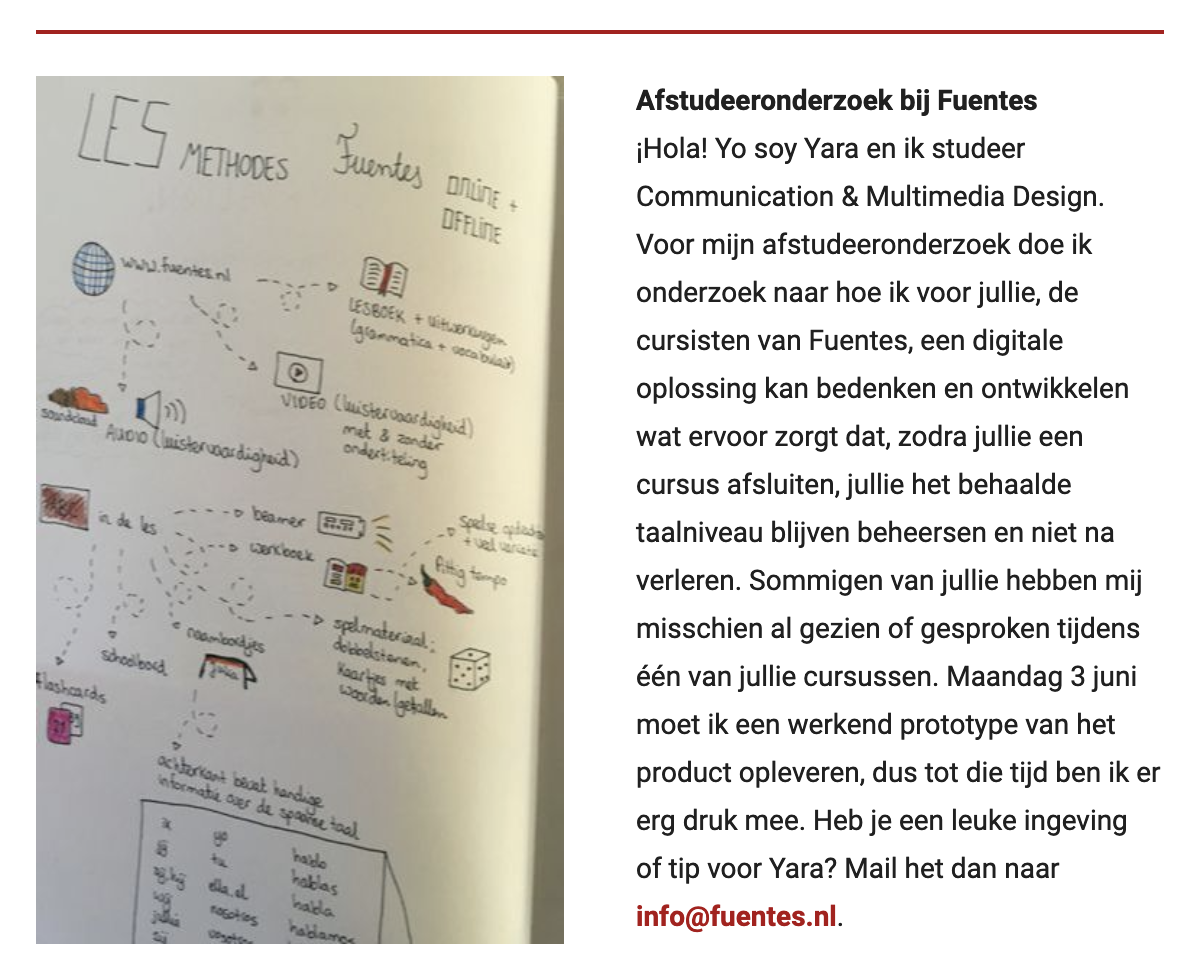 LES METHODES Fuentes ONLINE +
OFFLINE
www.fuentes.nl
LESBOEK + uitwerkingen
(grammatica + vocabulair)
VIDEO (luistervaardigheid)
met & zonder
ondertiteling
soundcloud
AUDIO (luistervaardigheid)
ABC
in de les
beamer
werkboek
Spelse
+ veel variatie
Pittig tempo
spelmateriaal:
dobbelstenen,
kaartjes met
woorden/getallen
naambordjes
schoolbord
flashcards
achterkant bevat handige
informatie over de spaanse taal
ik yo hablo
jij tu hablas
zij.hij ella.el habla
wij nosotros hablamos
jullie
zij
Afstudeeronderzoek bij Fuentes
¡Hola! Yo soy Yara en ik studeer
Communication & Multimedia Design.
Voor mijn afstudeeronderzoek doe ik
onderzoek naar hoe ik voor jullie, de
cursisten van Fuentes, een digitale
oplossing kan bedenken en ontwikkelen
wat ervoor zorgt dat, zodra jullie een
cursus afsluiten, jullie het behaalde
taalniveau blijven beheersen en niet na
verleren. Sommigen van jullie hebben mij
misschien al gezien of gesproken tijdens
één van jullie cursussen. Maandag 3 juni
moet ik een werkend prototype van het
product opleveren, dus tot die tijd ben ik er
erg druk mee. Heb je een leuke ingeving
of tip voor Yara? Mail het dan naar
info@fuentes.nl.